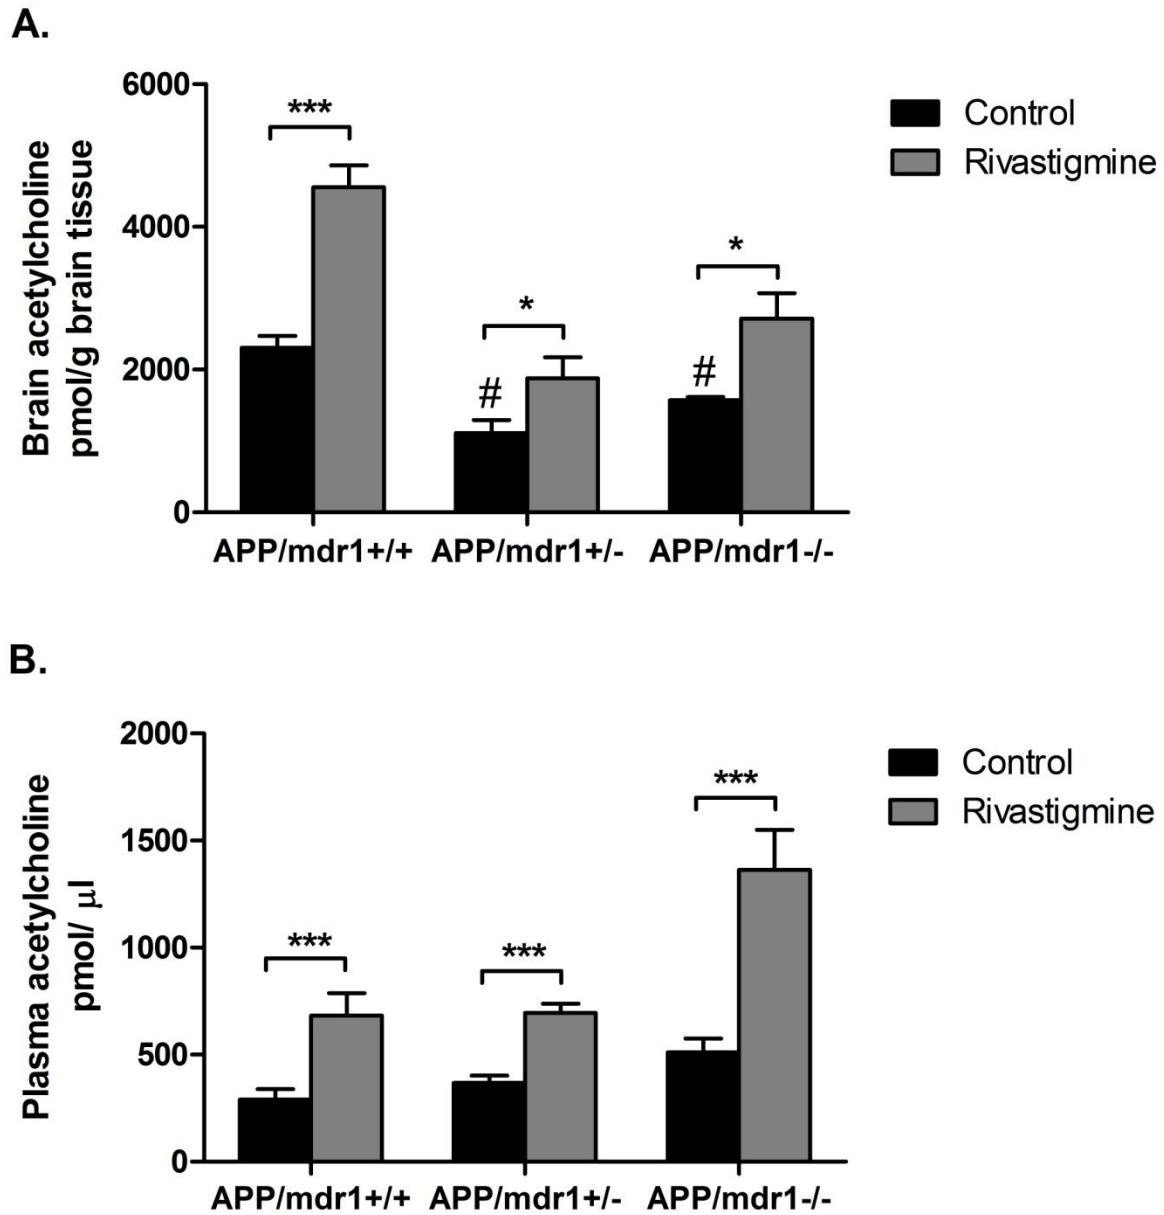 A.
Brain acetylcholine
pmol/g brain tissue
6000
4000
2000
0
***
*
*
#
#
Control
Rivastigmine
APP/mdr1+/+ APP/mdr1+/- APP/mdr1-/-
B.
Plasma acetylcholine
pmol/ μl
2000
1500
1000
500
0
***
***
***
Control
Rivastigmine
APP/mdr1+/+ APP/mdr1+/- APP/mdr1-/-